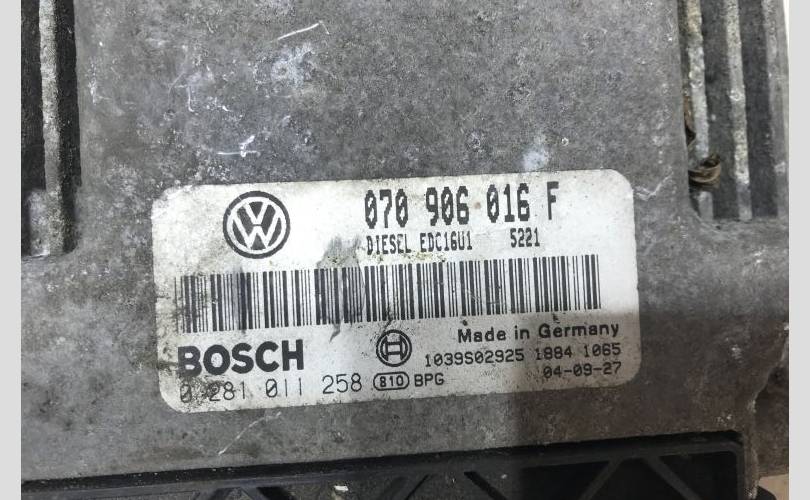 070 906 016 F
DIESEL EDC16U1 5221
Made in Germany
BOSCH
1039S02925 1884 1065
0 281 011 258 810 BPG
04-09-27